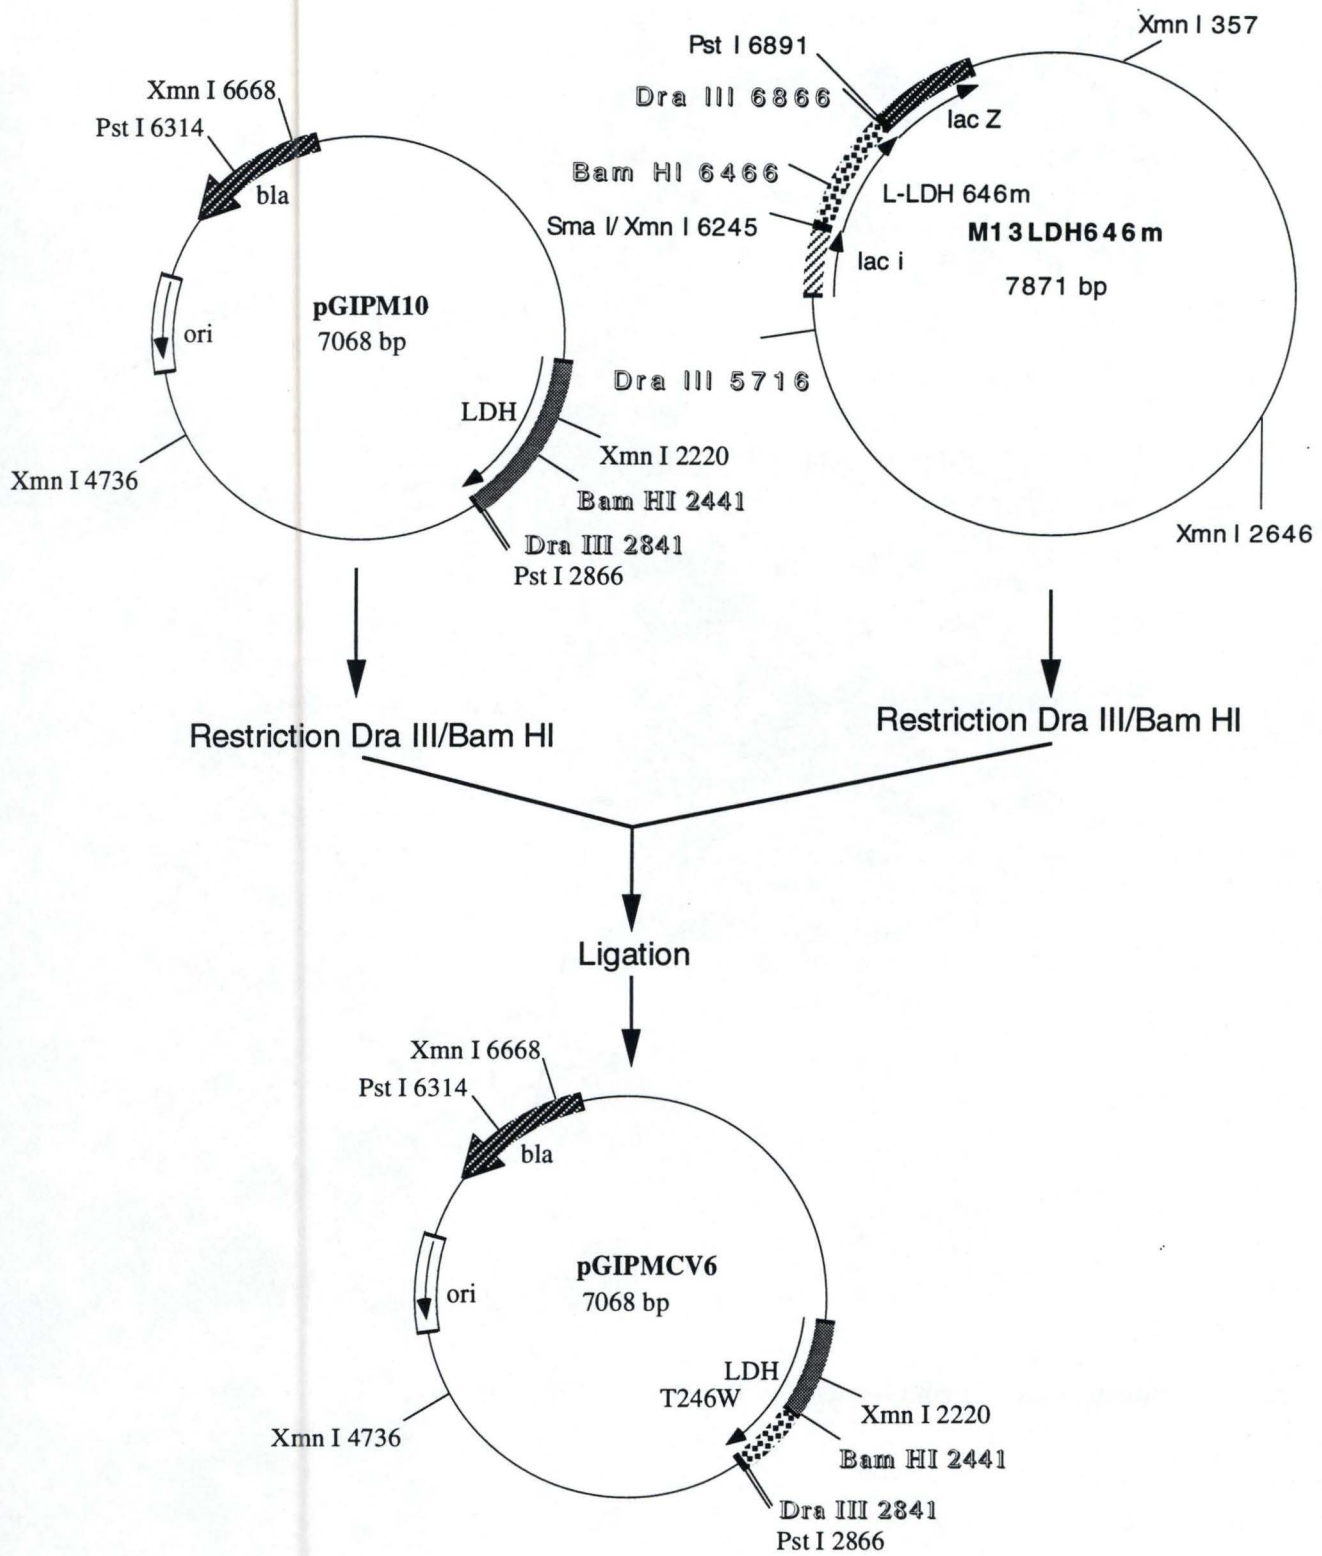 Xmn I 6668
Pst I 6314
bla
ori
pGIPM10
7068 bp
LDH
Xmn I 2220
Bam HI 2441
Dra III 2841
Pst I 2866
Xmn I 4736
Xmn I 357
Pst I 6891
Dra III 6866
lac Z
Bam HI 6466
L-LDH 646m
Sma I/ Xmn I 6245
M13LDH646m
lac i
7871 bp
Dra III 5716
Xmn I 2646
Restriction Dra III/Bam HI
Restriction Dra III/Bam HI
Ligation
Xmn I 6668
Pst I 6314
bla
ori
pGIPMCV6
7068 bp
LDH
T246W
Xmn I 2220
Bam HI 2441
Dra III 2841
Pst I 2866
Xmn I 4736